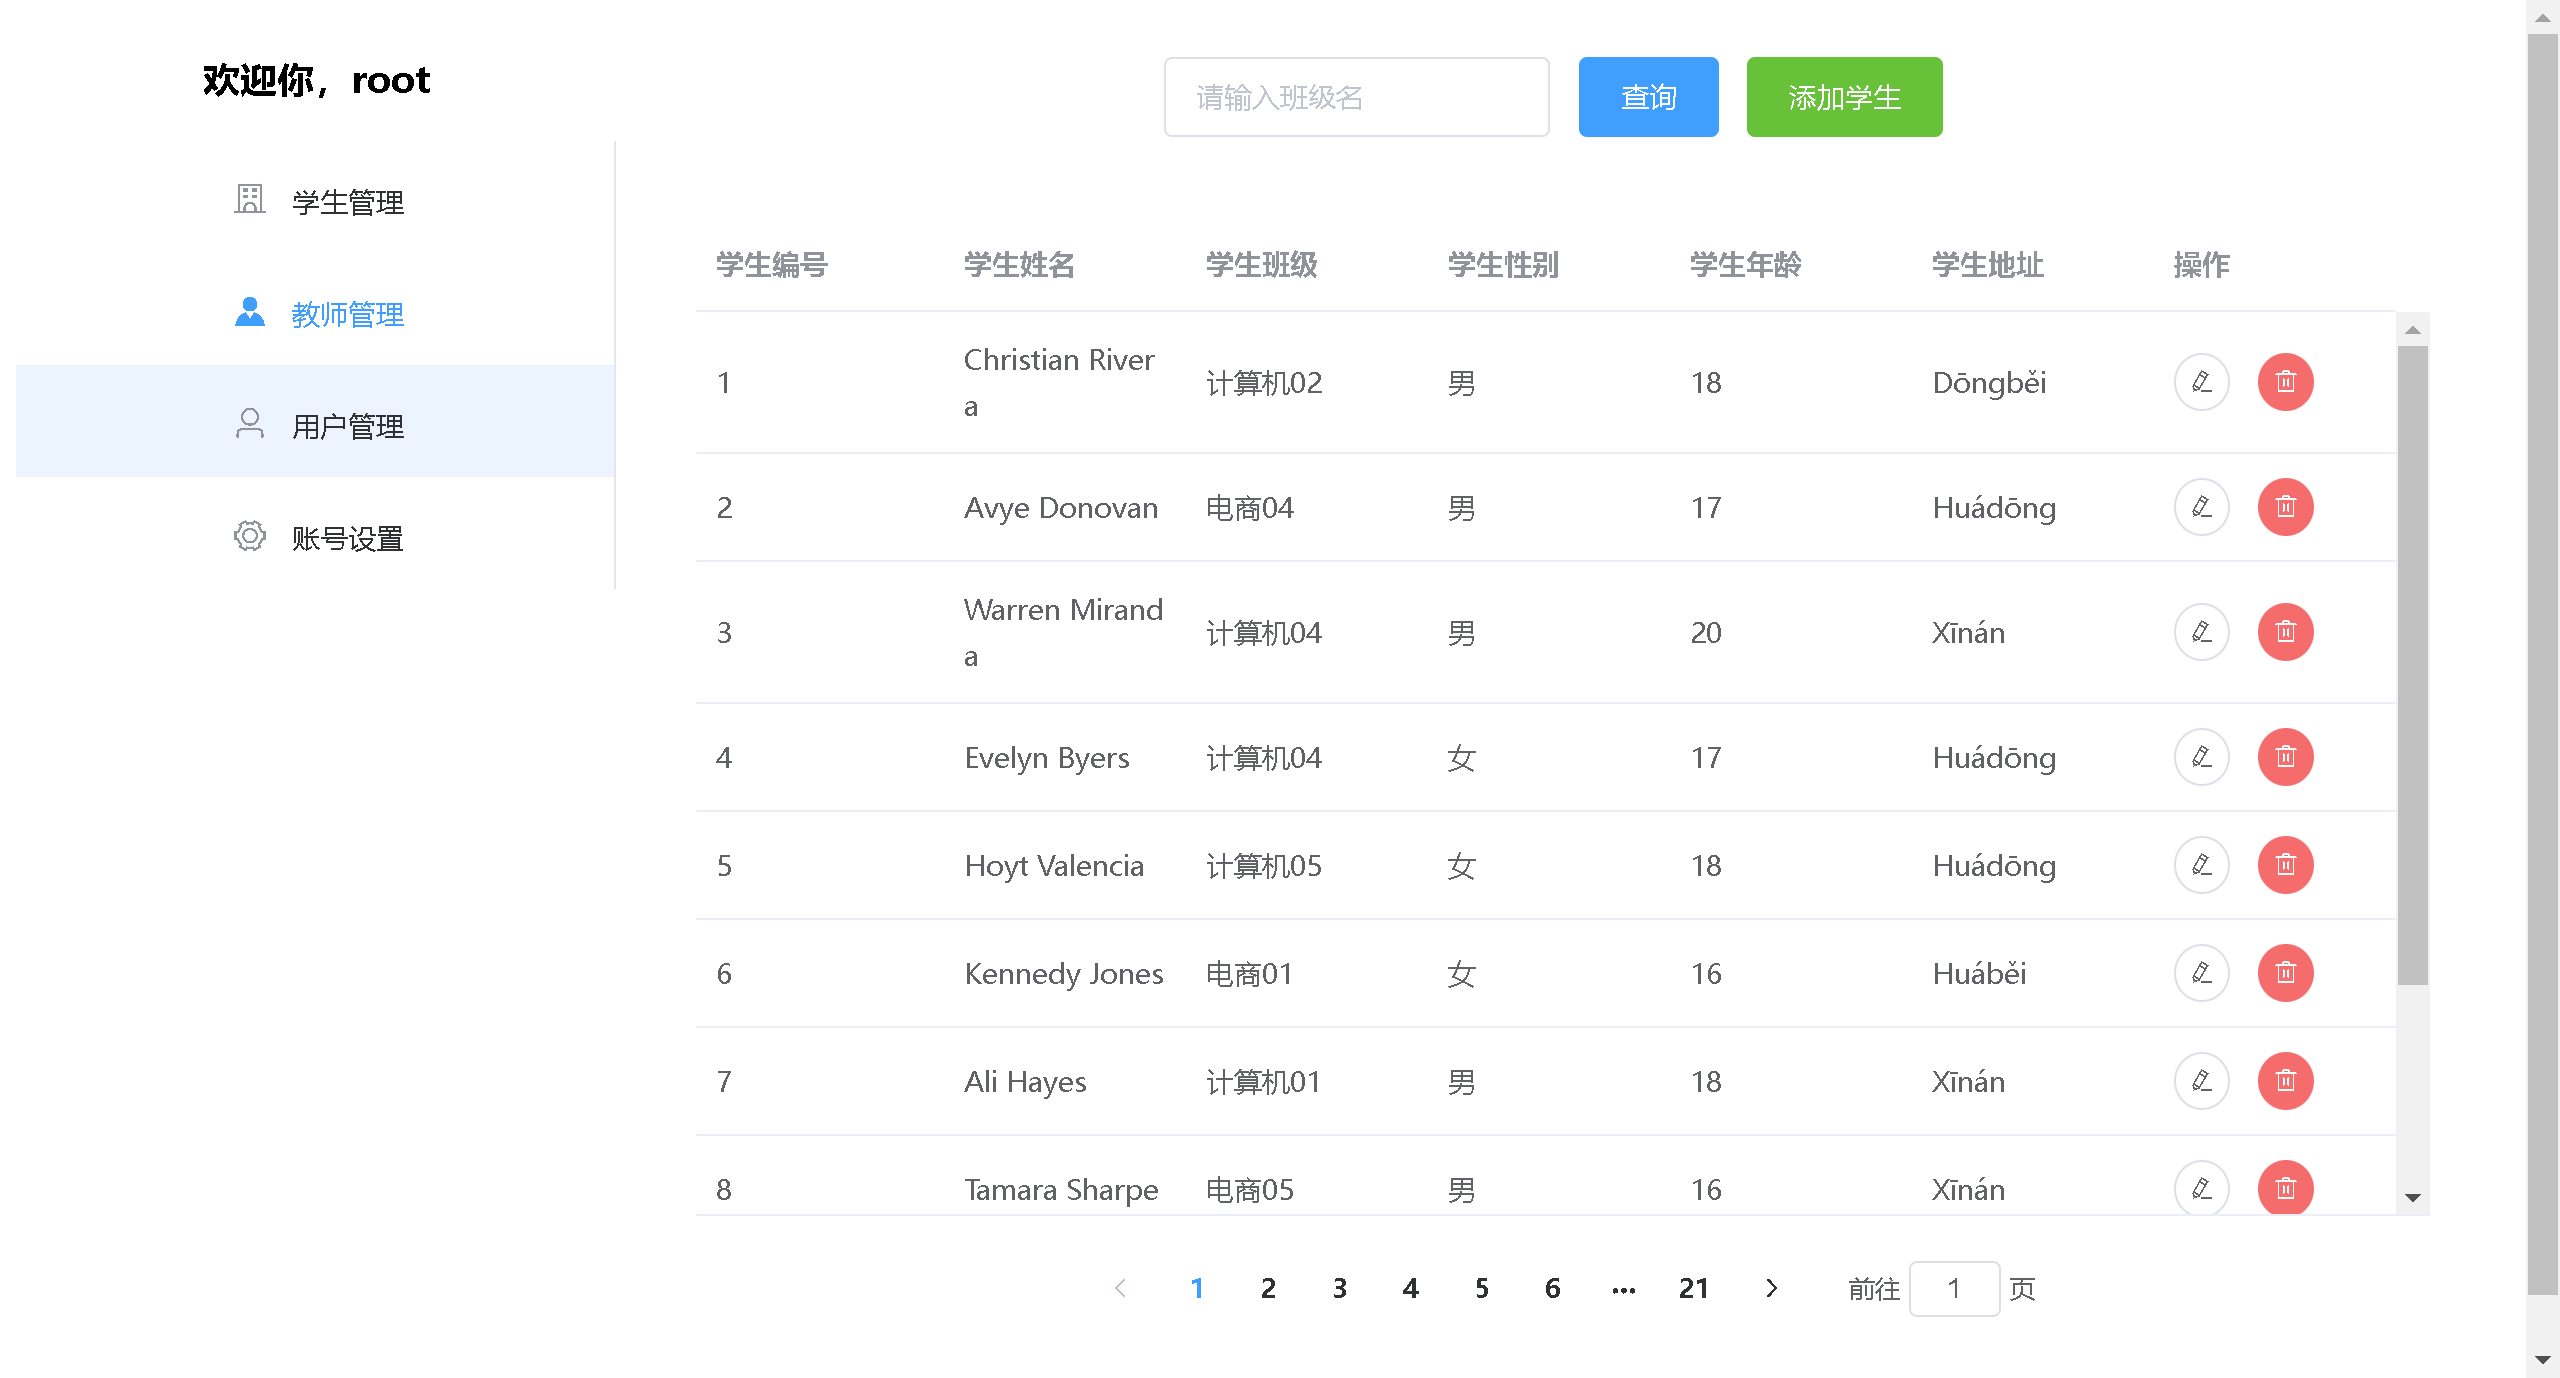 欢迎你，root
请输入班级名
查询
添加学生
学生管理
教师管理
用户管理
账号设置
学生编号 学生姓名 学生班级 学生性别 学生年龄 学生地址 操作
1 Christian River
a 计算机02 男 18 Dōngběi
2 Avye Donovan 电商04 男 17 Huádōng
3 Warren Mirand
a 计算机04 男 20 Xīnán
4 Evelyn Byers 计算机04 女 17 Huádōng
5 Hoyt Valencia 计算机05 女 18 Huádōng
6 Kennedy Jones 电商01 女 16 Huáběi
7 Ali Hayes 计算机01 男 18 Xīnán
8 Tamara Sharpe 电商05 男 16 Xīnán
1 2 3 4 5 6 ··· 21 前往 1 页